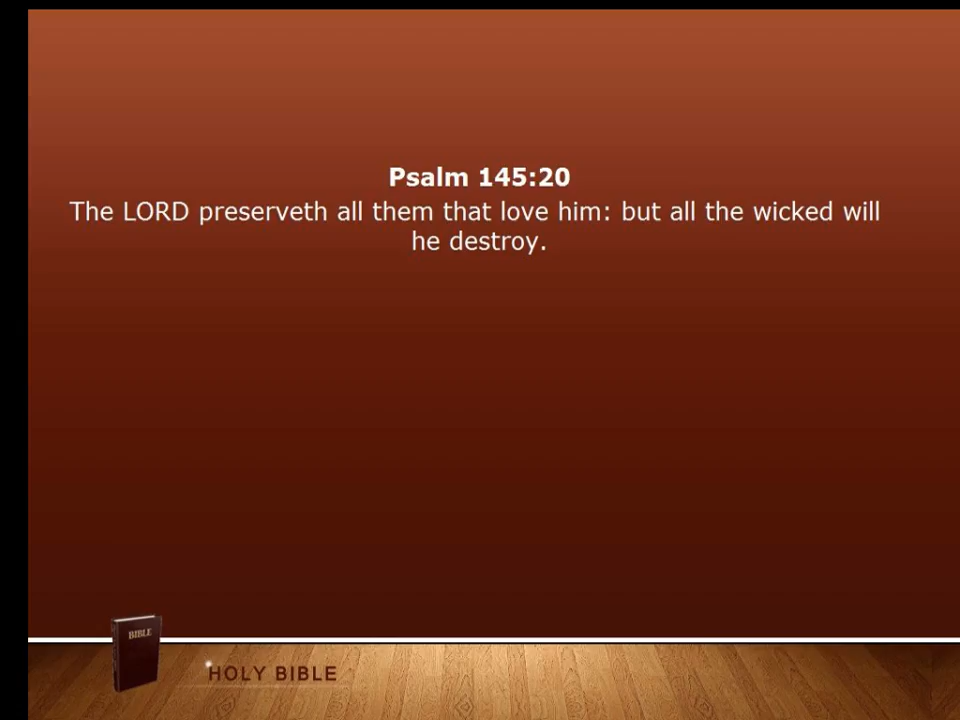 Psalm 145:20
The LORD preserveth all them that love him: but all the wicked will
he destroy.
BIBLE
HOLY BIBLE